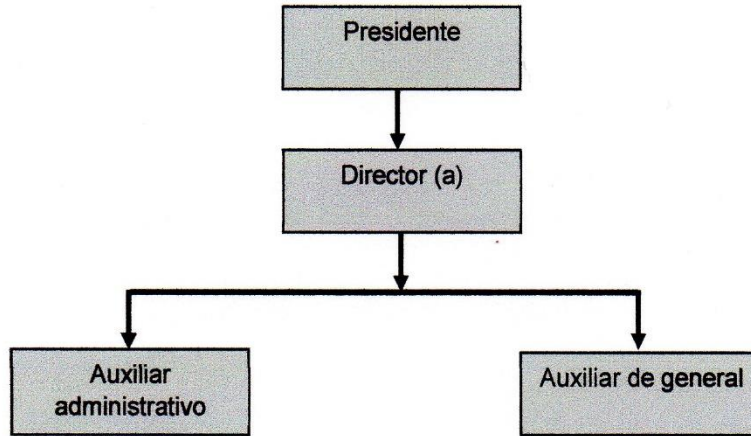 Presidente
Director (a)
Auxiliar
administrativo
Auxiliar de general